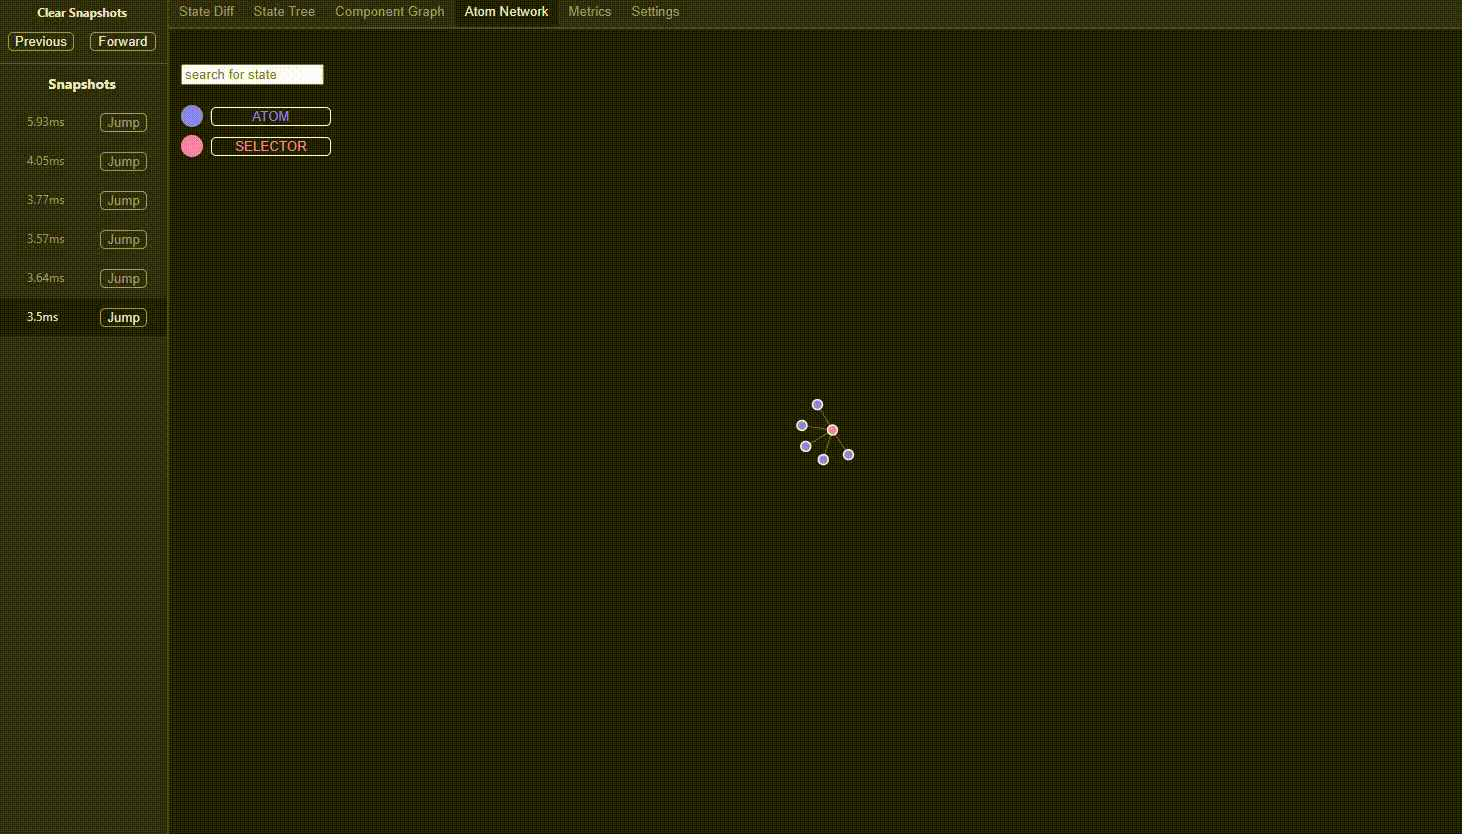 Clear Snapshots
Previous Forward
Snapshots
5.93ms Jump
4.05ms Jump
3.77ms Jump
3.57ms Jump
3.64ms Jump
3.5ms Jump
State Diff State Tree Component Graph Atom Network Metrics Settings
search for state
ATOM
SELECTOR